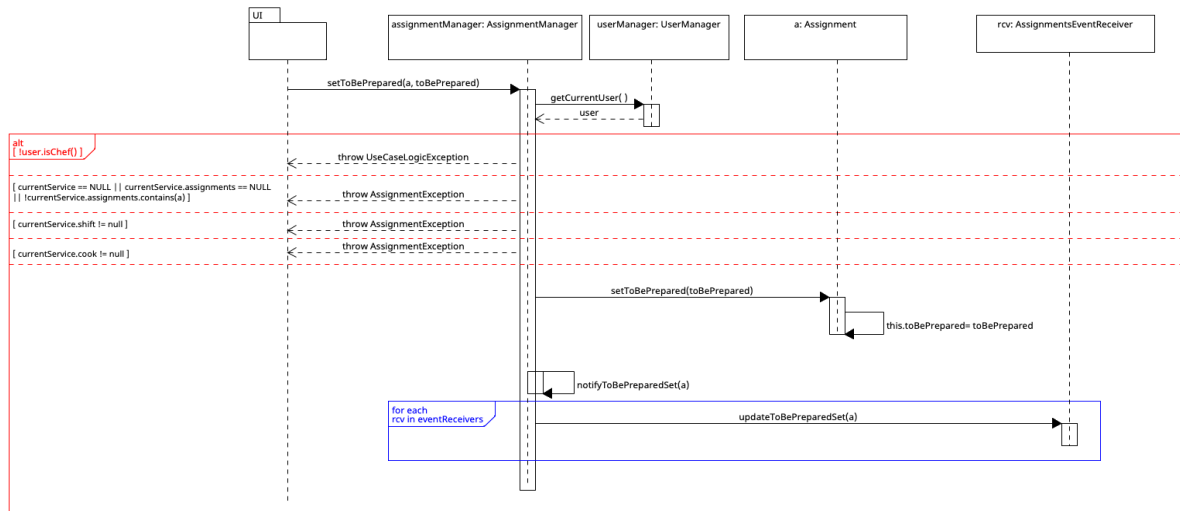 UI
assignmentManager: AssignmentManager
userManager: UserManager
a: Assignment
rcv: AssignmentsEventReceiver
setToBePrepared(a, toBePrepared)
getCurrentUser( )
user
alt
[ !user.isChef() ]
throw UseCaseLogicException
[ currentService == NULL || currentService.assignments == NULL
|| !currentService.assignments.contains(a) ]
throw AssignmentException
[ currentService.shift != null ]
throw AssignmentException
throw AssignmentException
[ currentService.cook != null ]
setToBePrepared(toBePrepared)
this.toBePrepared= toBePrepared
notifyToBePreparedSet(a)
for each
rcv in eventReceivers
updateToBePreparedSet(a)